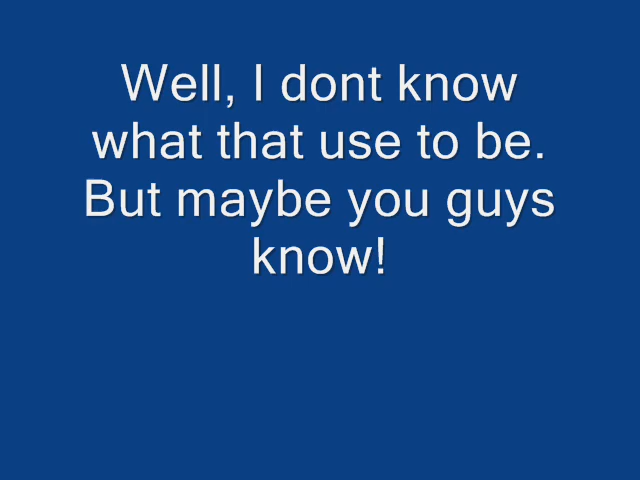 Well, I dont know
what that use to be.
But maybe you guys
know!